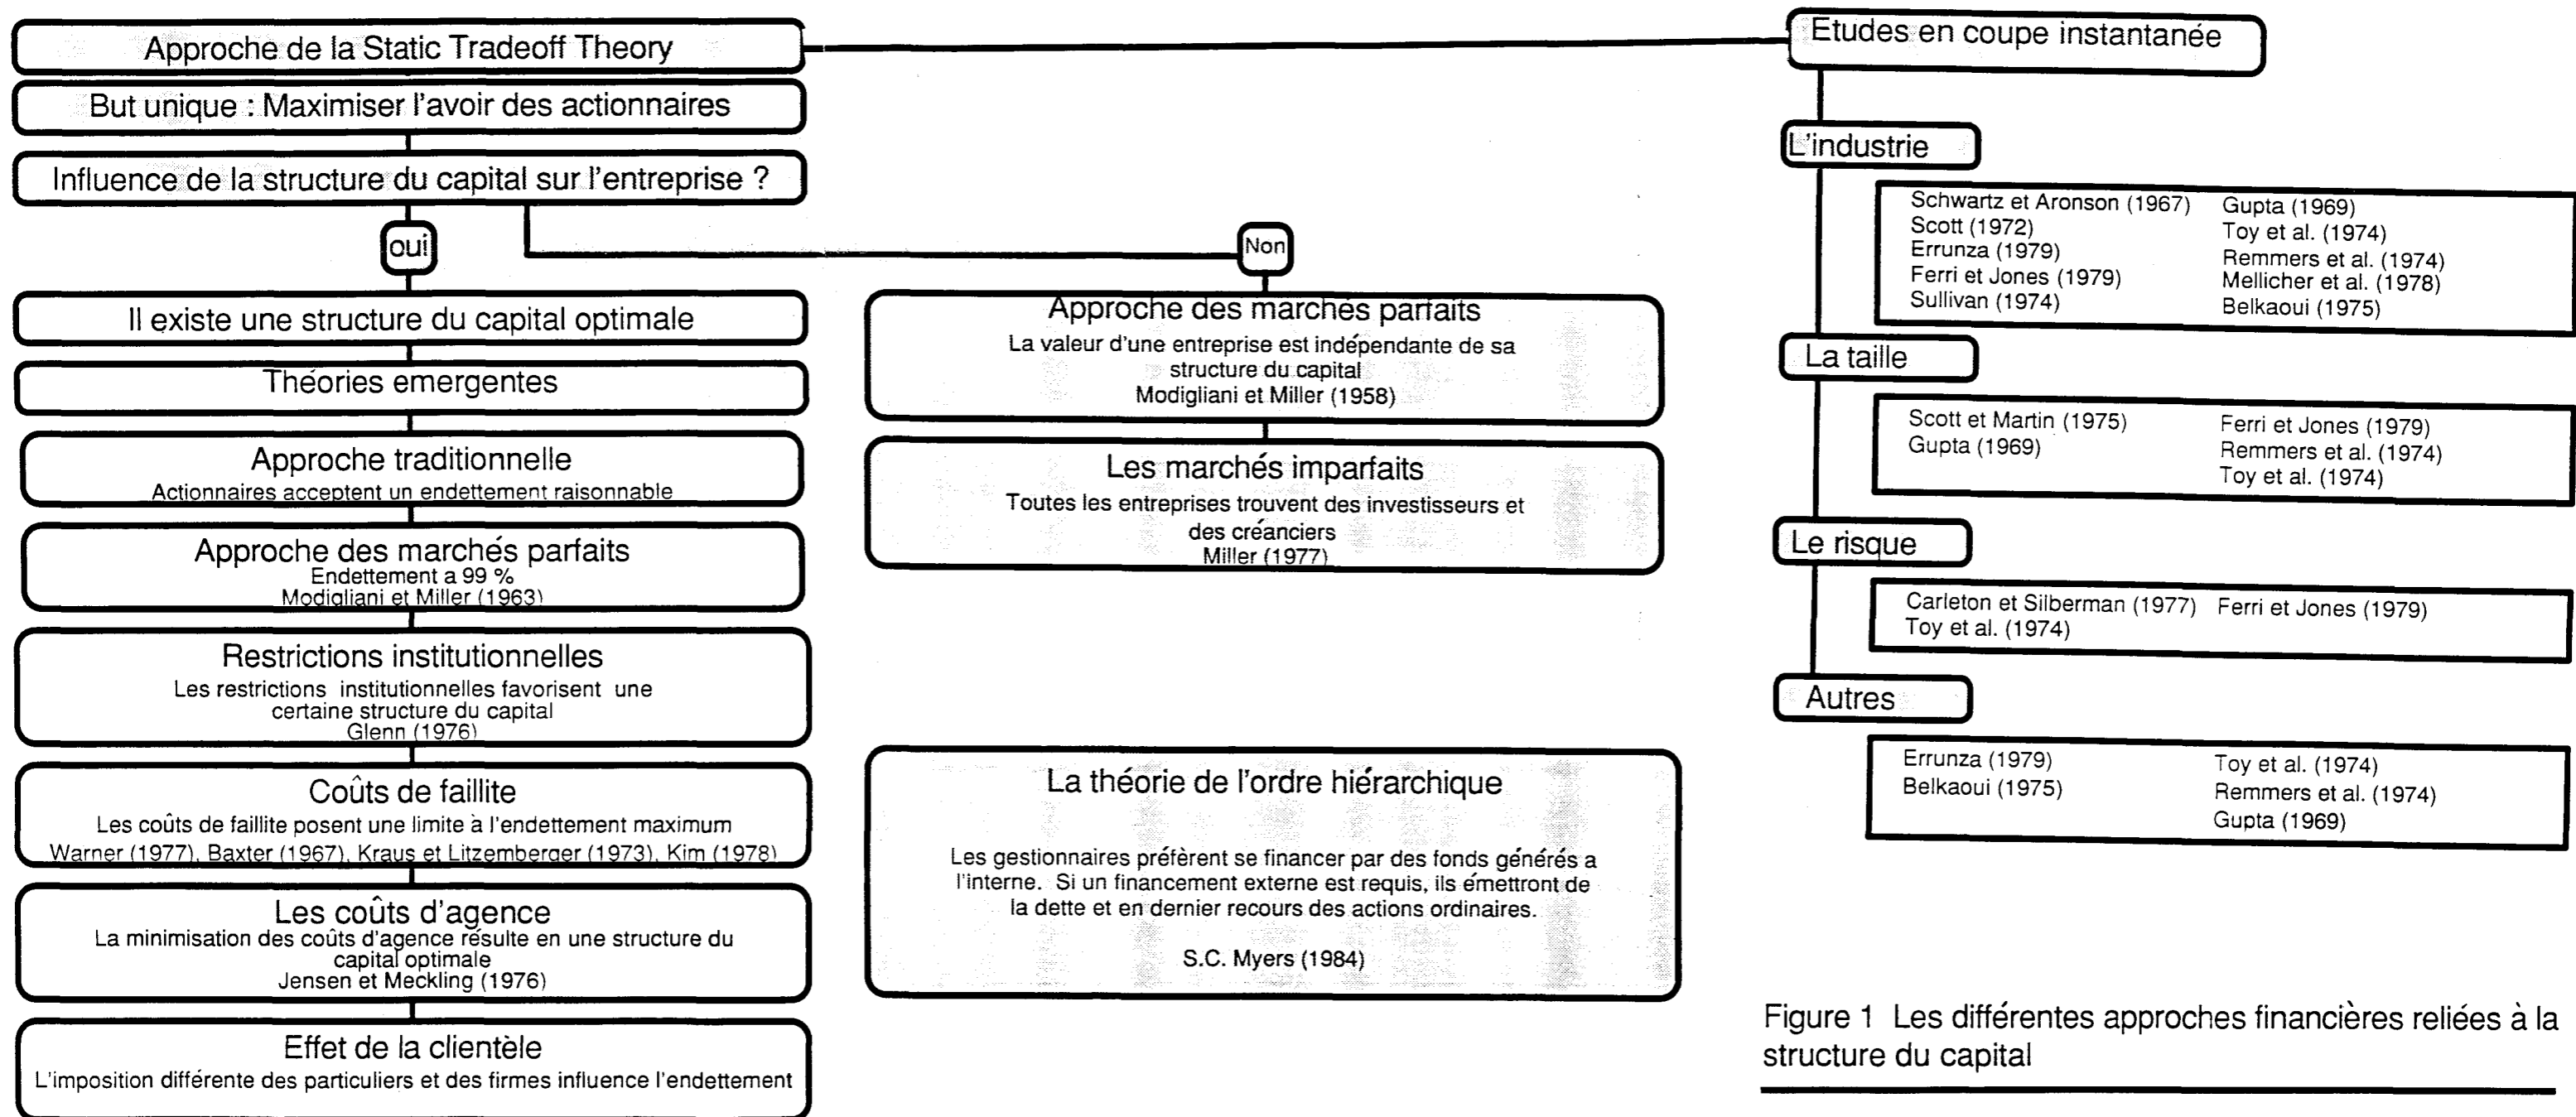 Approche de la Static Tradeoff Theory
But unique : Maximiser l'avoir des actionnaires
Influence de la structure du capital sur l'entreprise ?
oui
Non
Il existe une structure du capital optimale
Théories emergentes
Approche traditionnelle
Actionnaires acceptent un endettement raisonnable
Approche des marchés parfaits
Endettement a 99 %
Modigliani et Miller (1963)
Restrictions institutionnelles
Les restrictions institutionnelles favorisent une
certaine structure du capital
Glenn (1976)
Coûts de faillite
Les coûts de faillite posent une limite à l'endettement maximum
Warner (1977), Baxter (1967), Kraus et Litzemberger (1973), Kim (1978)
Les coûts d'agence
La minimisation des coûts d'agence résulte en une structure du
capital optimale
Jensen et Meckling (1976)
Effet de la clientèle
L'imposition différente des particuliers et des firmes influence l'endettement
Approche des marchés parfaits
La valeur d'une entreprise est indépendante de sa
structure du capital
Modigliani et Miller (1958)
Les marchés imparfaits
Toutes les entreprises trouvent des investisseurs et
des créanciers
Miller (1977)
La théorie de l'ordre hiérarchique
Les gestionnaires préfèrent se financer par des fonds générés a
l'interne. Si un financement externe est requis, ils émettront de
la dette et en dernier recours des actions ordinaires.
S.C. Myers (1984)
Etudes en coupe instantanée
L'industrie
Schwartz et Aronson (1967) Gupta (1969)
Scott (1972) Toy et al. (1974)
Errunza (1979) Remmers et al. (1974)
Ferri et Jones (1979) Mellicher et al. (1978)
Sullivan (1974) Belkaoui (1975)
La taille
Scott et Martin (1975) Ferri et Jones (1979)
Gupta (1969) Remmers et al. (1974)
Toy et al. (1974)
Le risque
Carleton et Silberman (1977) Ferri et Jones (1979)
Toy et al. (1974)
Autres
Errunza (1979) Toy et al. (1974)
Belkaoui (1975) Remmers et al. (1974)
Gupta (1969)
Figure 1 Les différentes approches financières reliées à la
structure du capital